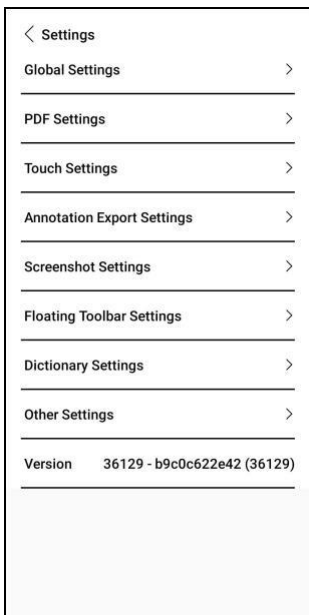 Settings
Global Settings
PDF Settings
Touch Settings
Annotation Export Settings
Screenshot Settings
Floating Toolbar Settings
Dictionary Settings
Other Settings
Version 36129 - b9c0c622e42 (36129)